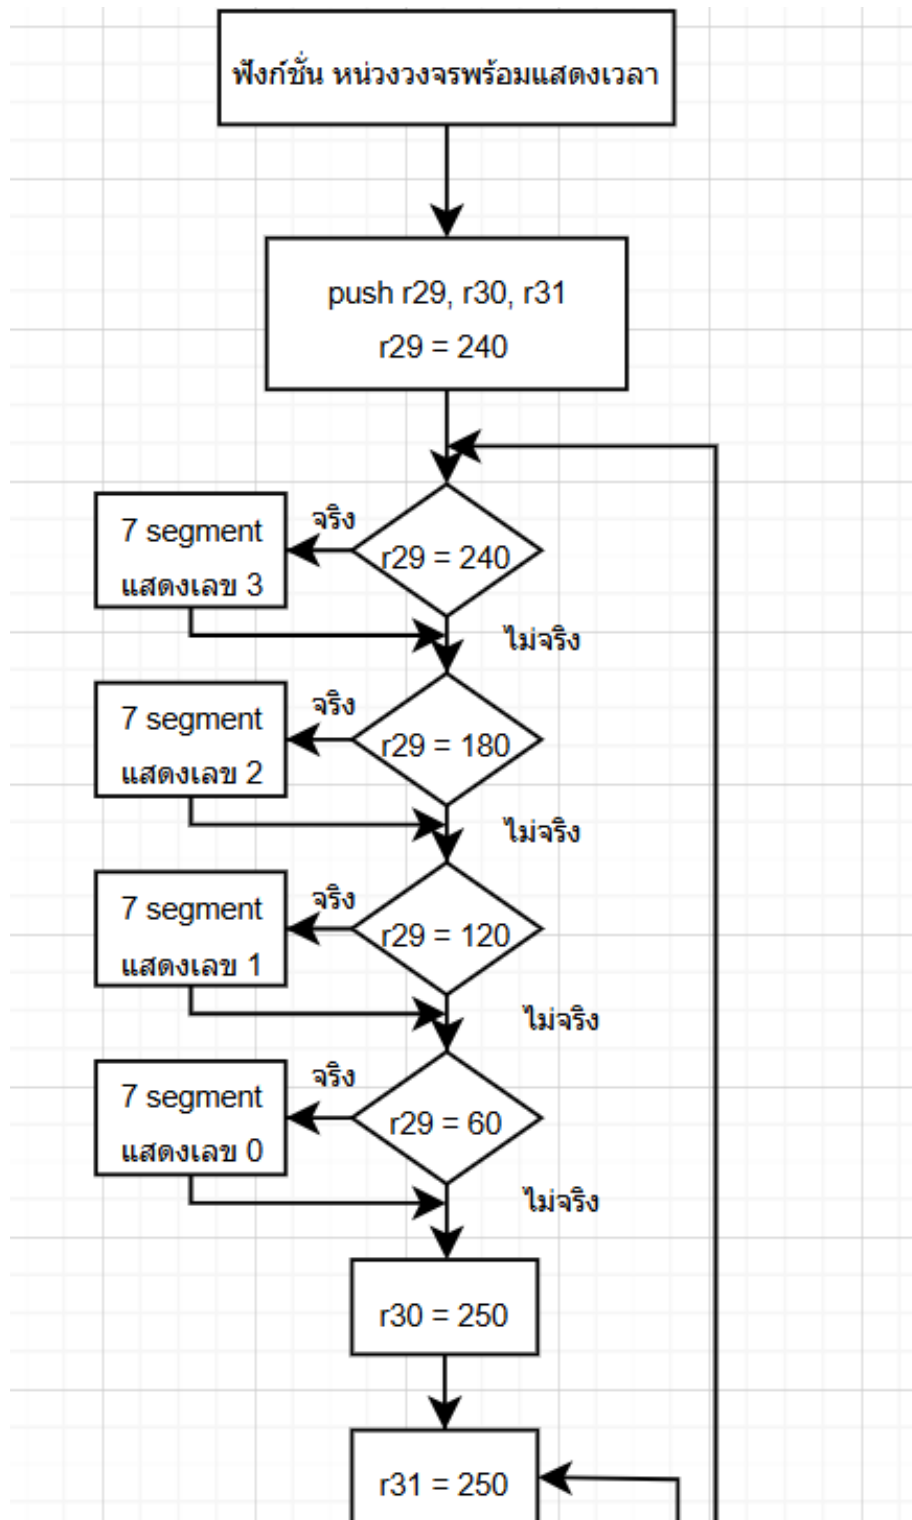 ฟังก์ชั่น หน่วงวงจรพร้อมแสดงเวลา
push r29, r30, r31
r29 = 240
r29 = 240
จริง
7 segment
แสดงเลข 3
ไม่จริง
r29 = 180
จริง
7 segment
แสดงเลข 2
ไม่จริง
r29 = 120
จริง
7 segment
แสดงเลข 1
ไม่จริง
r29 = 60
จริง
7 segment
แสดงเลข 0
ไม่จริง
r30 = 250
r31 = 250